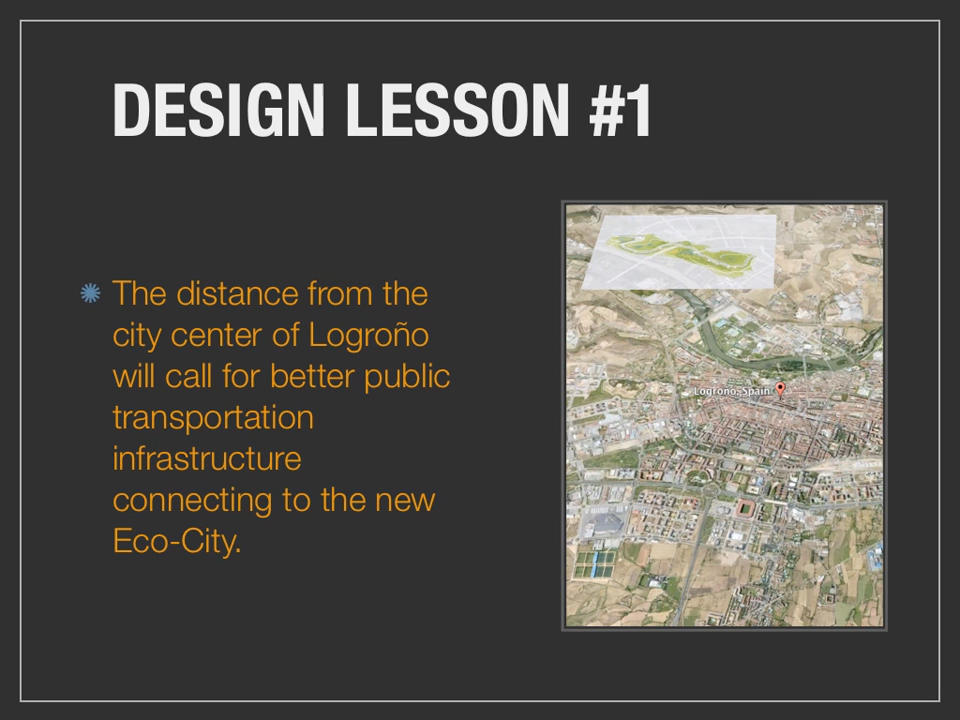 DESIGN LESSON #1
The distance from the
city center of Logroño
will call for better public
transportation
infrastructure
connecting to the new
Eco-City.
Logroño, Spain